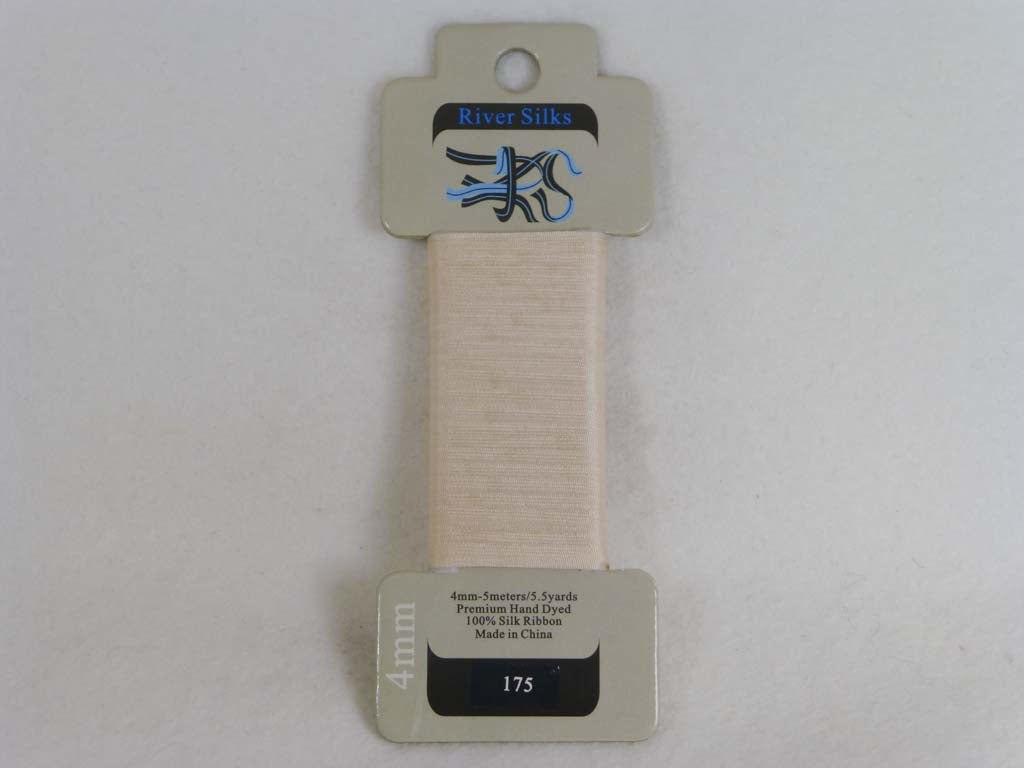 River Silks
4mm-5meters/5.5yards
Premium Hand Dyed
100% Silk Ribbon
Made in China
4mm
175